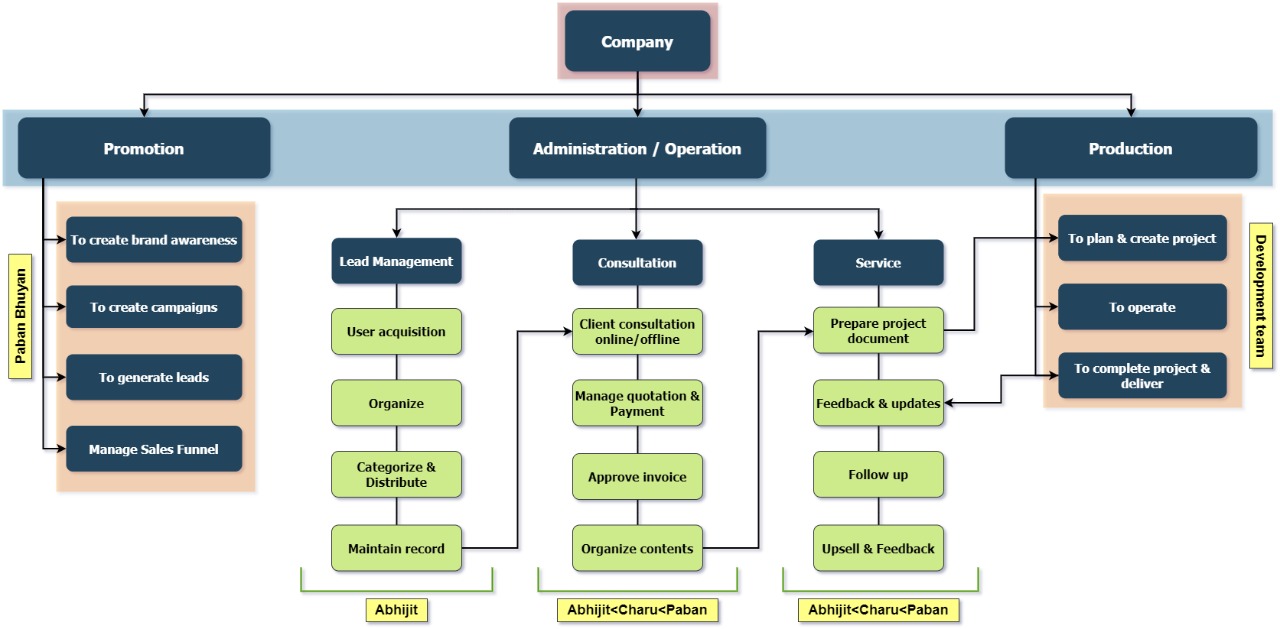 Company
Promotion
Administration / Operation
Production
Paban Bhuyan
To create brand awareness
To create campaigns
To generate leads
Manage Sales Funnel
Lead Management
User acquisition
Organize
Categorize &
Distribute
Maintain record
Abhijit
Consultation
Client consultation
online/offline
Manage quotation &
Payment
Approve invoice
Organize contents
Abhijit<Charu<Paban
Service
Prepare project
document
Feedback & updates
Follow up
Upsell & Feedback
Abhijit<Charu<Paban
To plan & create project
To operate
To complete project &
deliver
Development team